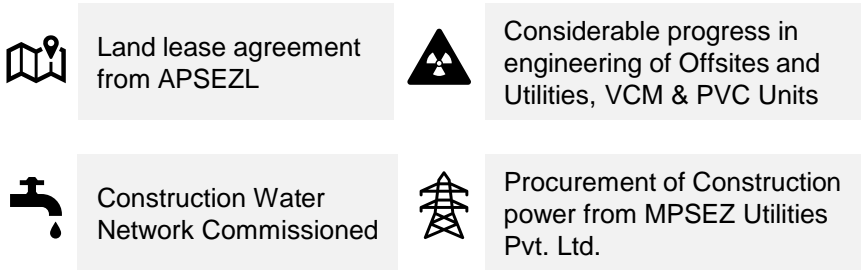 Land lease agreement
from APSEZL
Considerable progress in
engineering of Offsites and
Utilities, VCM & PVC Units
Construction Water
Network Commissioned
Procurement of Construction
power from MPSEZ Utilities
Pvt. Ltd.